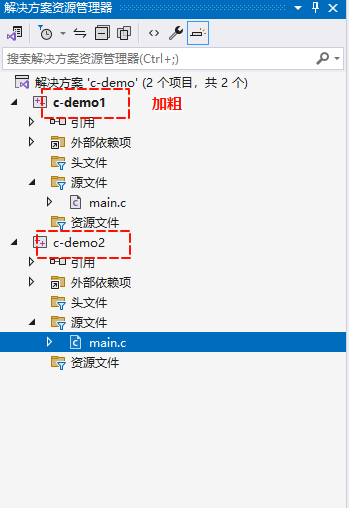 解决方案资源管理器
搜索解决方案资源管理器(Ctrl+;)
解决方案 'c-demo' (2 个项目，共 2 个)
c-demo1 加粗
引用
外部依赖项
头文件
源文件
main.c
资源文件
c-demo2
引用
外部依赖项
头文件
源文件
main.c
资源文件